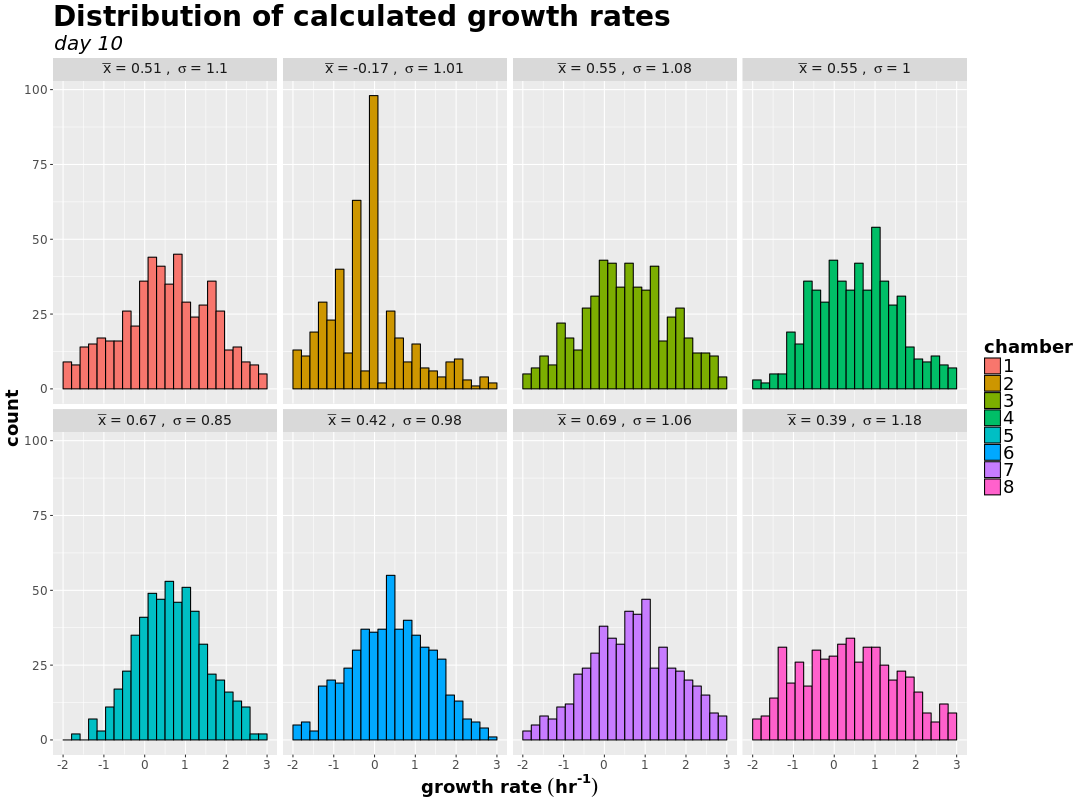 Distribution of calculated growth rates
day 10
x̅ = 0.51 , σ = 1.1
x̅ = -0.17 , σ = 1.01
x̅ = 0.55 , σ = 1.08
x̅ = 0.55 , σ = 1
100
75
50
25
0
x̅ = 0.67 , σ = 0.85
x̅ = 0.42 , σ = 0.98
x̅ = 0.69 , σ = 1.06
x̅ = 0.39 , σ = 1.18
100
75
50
25
0
-2 -1 0 1 2 3
-2 -1 0 1 2 3
-2 -1 0 1 2 3
-2 -1 0 1 2 3
count
growth rate (hr⁻¹)
chamber
1
2
3
4
5
6
7
8